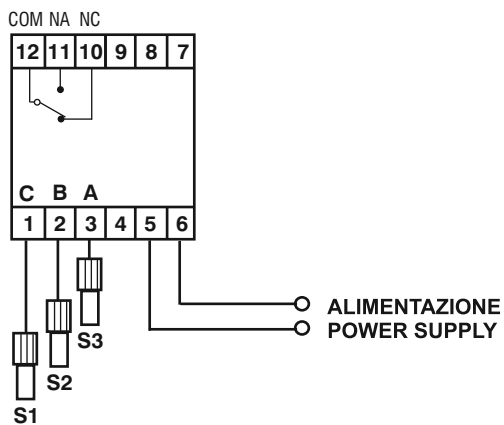 COM NA NC
12 11 10 9 8 7
C B A
1 2 3 4 5 6
ALIMENTAZIONE
POWER SUPPLY
S3
S2
S1